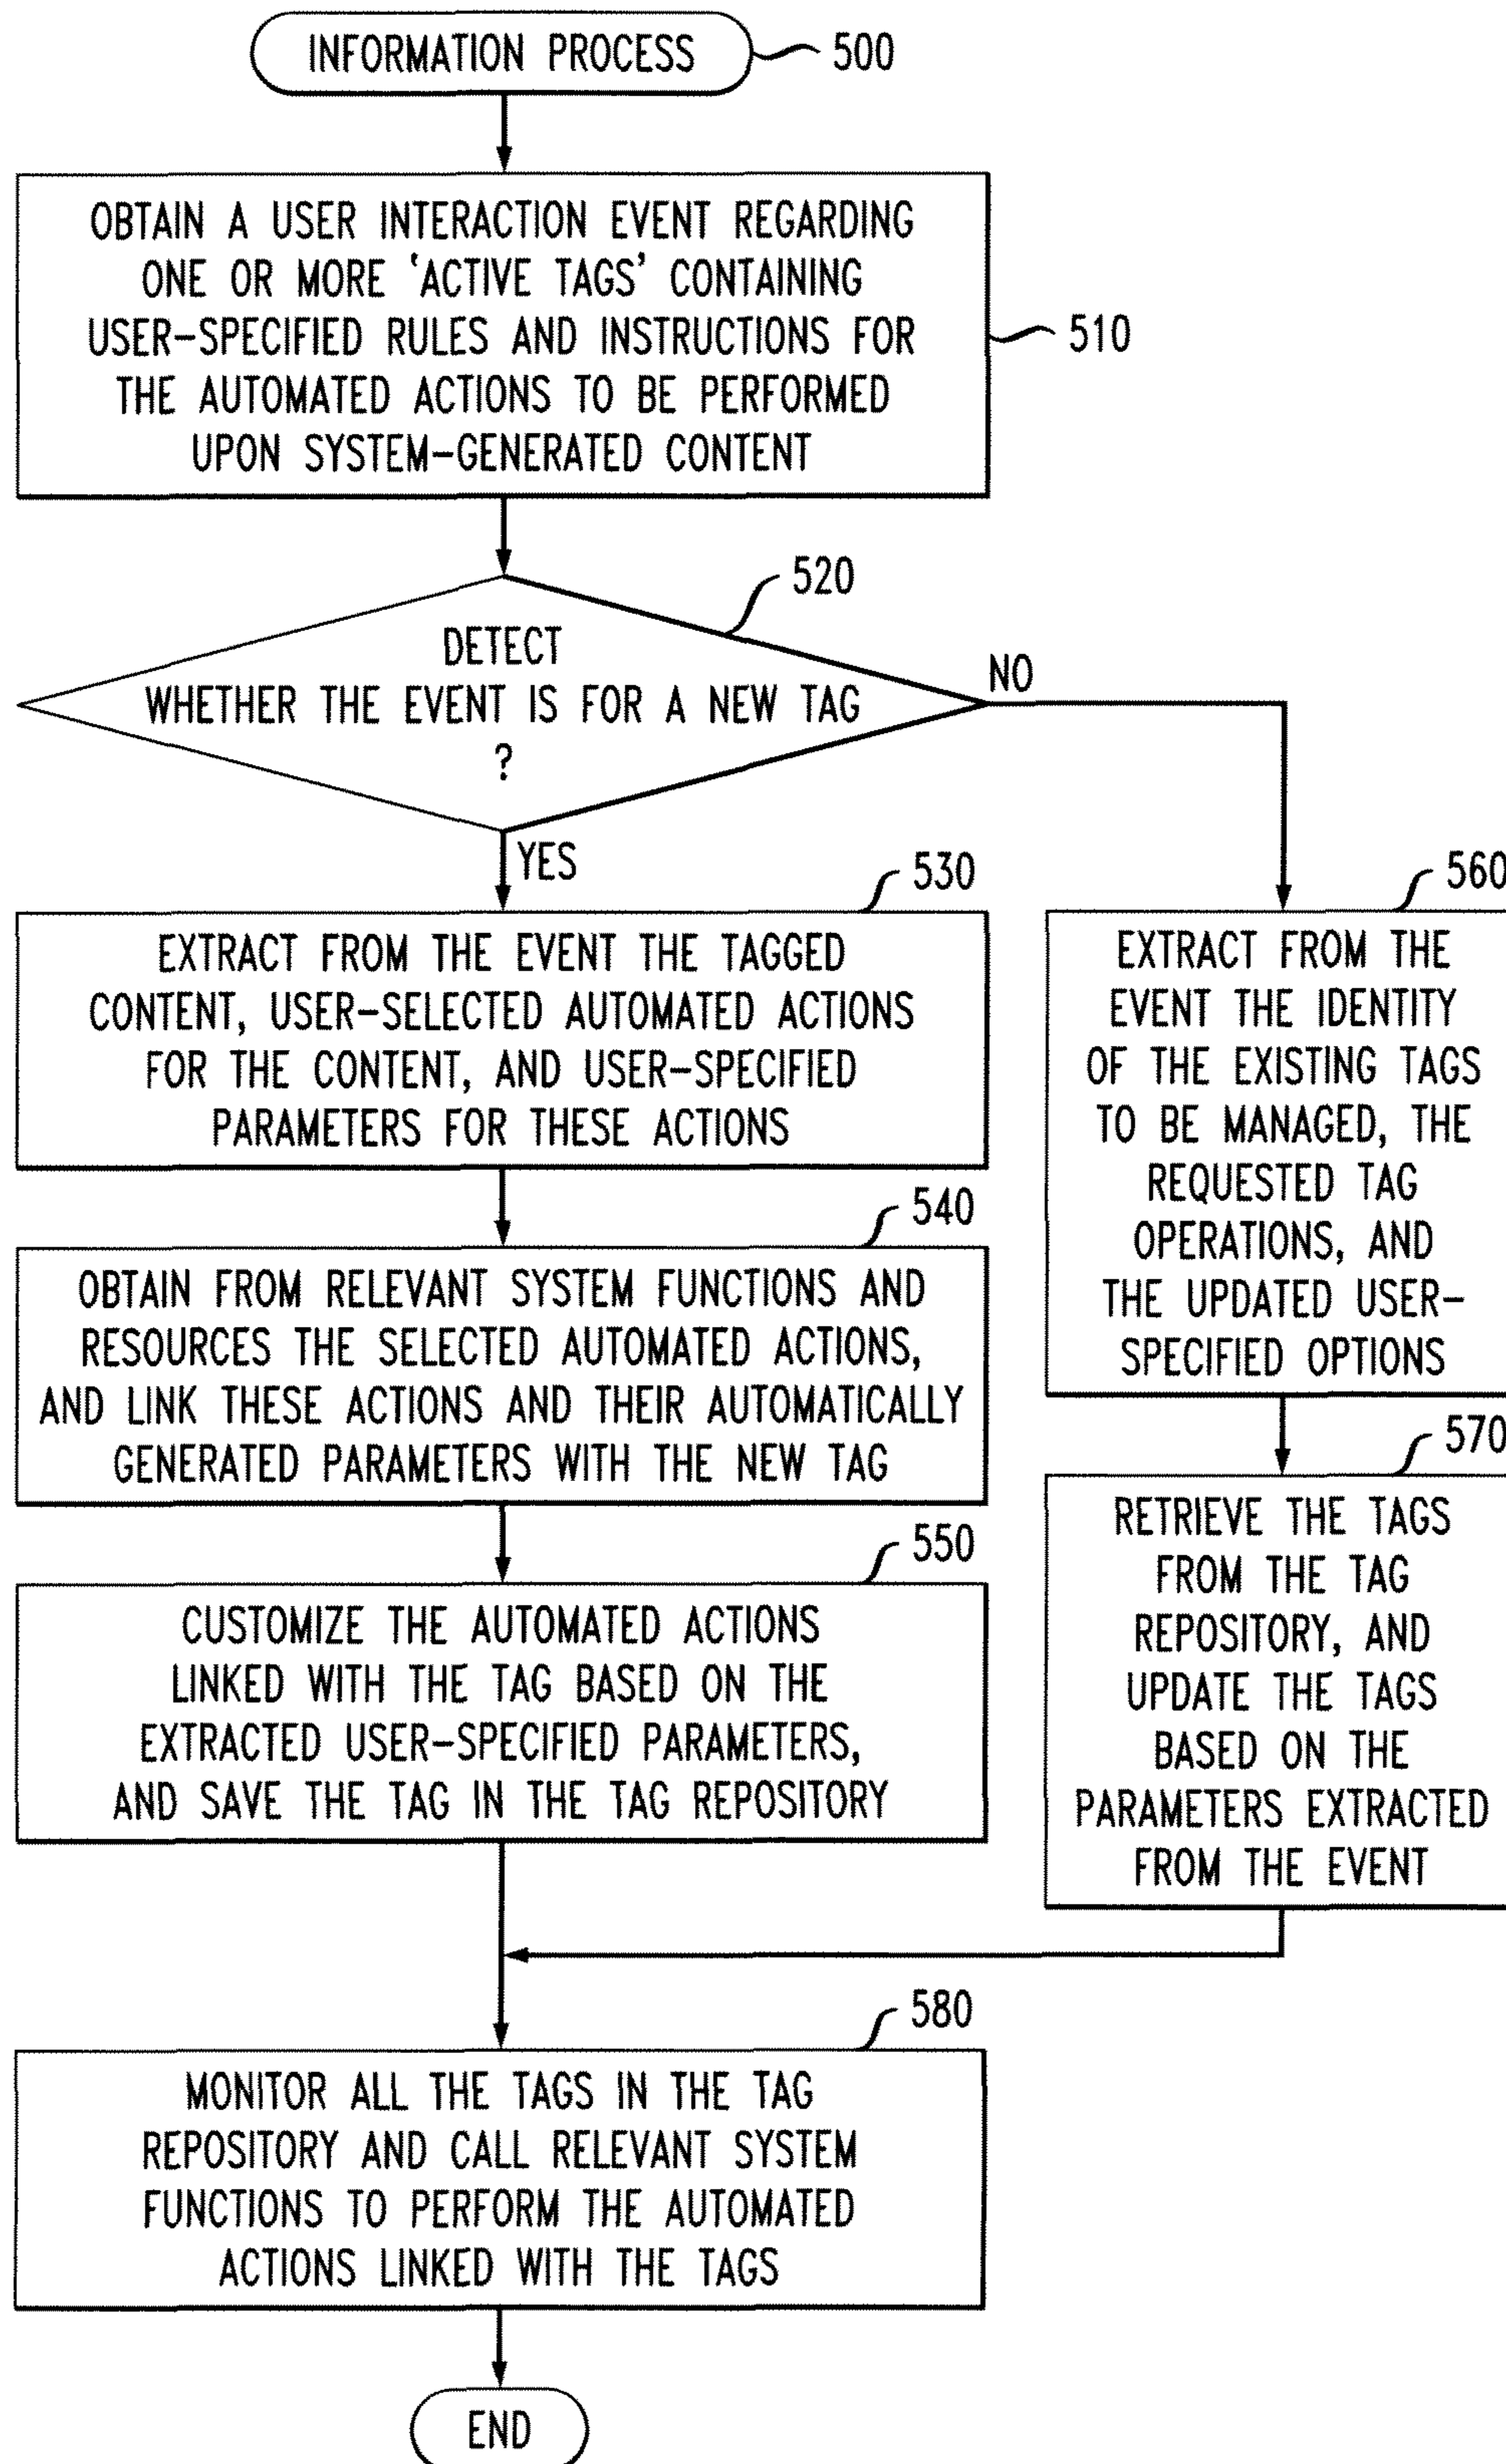 INFORMATION PROCESS
500
OBTAIN A USER INTERACTION EVENT REGARDING
ONE OR MORE ‘ACTIVE TAGS’ CONTAINING
USER-SPECIFIED RULES AND INSTRUCTIONS FOR
THE AUTOMATED ACTIONS TO BE PERFORMED
UPON SYSTEM-GENERATED CONTENT
510
520
DETECT
WHETHER THE EVENT IS FOR A NEW TAG
?
NO
YES
530
EXTRACT FROM THE EVENT THE TAGGED
CONTENT, USER-SELECTED AUTOMATED ACTIONS
FOR THE CONTENT, AND USER-SPECIFIED
PARAMETERS FOR THESE ACTIONS
540
OBTAIN FROM RELEVANT SYSTEM FUNCTIONS AND
RESOURCES THE SELECTED AUTOMATED ACTIONS,
AND LINK THESE ACTIONS AND THEIR AUTOMATICALLY
GENERATED PARAMETERS WITH THE NEW TAG
550
CUSTOMIZE THE AUTOMATED ACTIONS
LINKED WITH THE TAG BASED ON THE
EXTRACTED USER-SPECIFIED PARAMETERS,
AND SAVE THE TAG IN THE TAG REPOSITORY
560
EXTRACT FROM THE
EVENT THE IDENTITY
OF THE EXISTING TAGS
TO BE MANAGED, THE
REQUESTED TAG
OPERATIONS, AND
THE UPDATED USER-
SPECIFIED OPTIONS
570
RETRIEVE THE TAGS
FROM THE TAG
REPOSITORY, AND
UPDATE THE TAGS
BASED ON THE
PARAMETERS EXTRACTED
FROM THE EVENT
580
MONITOR ALL THE TAGS IN THE TAG
REPOSITORY AND CALL RELEVANT SYSTEM
FUNCTIONS TO PERFORM THE AUTOMATED
ACTIONS LINKED WITH THE TAGS
END